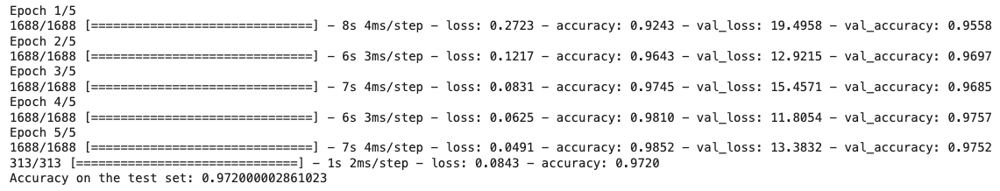 Epoch 1/5
1688/1688 [==============================] - 8s 4ms/step - loss: 0.2723 - accuracy: 0.9243 - val_loss: 19.4958 - val_accuracy: 0.9558
Epoch 2/5
1688/1688 [==============================] - 6s 3ms/step - loss: 0.1217 - accuracy: 0.9643 - val_loss: 12.9215 - val_accuracy: 0.9697
Epoch 3/5
1688/1688 [==============================] - 7s 4ms/step - loss: 0.0831 - accuracy: 0.9745 - val_loss: 15.4571 - val_accuracy: 0.9685
Epoch 4/5
1688/1688 [==============================] - 6s 3ms/step - loss: 0.0625 - accuracy: 0.9810 - val_loss: 11.8054 - val_accuracy: 0.9757
Epoch 5/5
1688/1688 [==============================] - 7s 4ms/step - loss: 0.0491 - accuracy: 0.9852 - val_loss: 13.3832 - val_accuracy: 0.9752
313/313 [==============================] - 1s 2ms/step - loss: 0.0843 - accuracy: 0.9720
Accuracy on the test set: 0.972000002861023